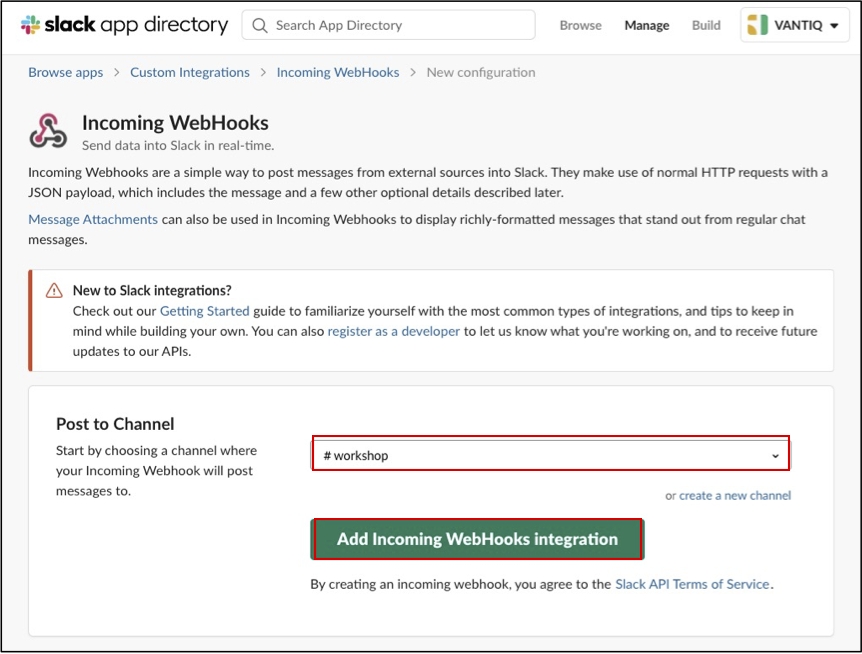 slack app directory
Search App Directory
Browse
Manage
Build
VANTIQ
Browse apps > Custom Integrations > Incoming WebHooks > New configuration
Incoming WebHooks
Send data into Slack in real-time.
Incoming Webhooks are a simple way to post messages from external sources into Slack. They make use of normal HTTP requests with a
JSON payload, which includes the message and a few other optional details described later.
Message Attachments can also be used in Incoming Webhooks to display richly-formatted messages that stand out from regular chat
messages.
New to Slack integrations?
Check out our Getting Started guide to familiarize yourself with the most common types of integrations, and tips to keep in
mind while building your own. You can also register as a developer to let us know what you're working on, and to receive future
updates to our APIs.
Post to Channel
Start by choosing a channel where
your Incoming Webhook will post
messages to.
# workshop
or create a new channel
Add Incoming WebHooks integration
By creating an incoming webhook, you agree to the Slack API Terms of Service.